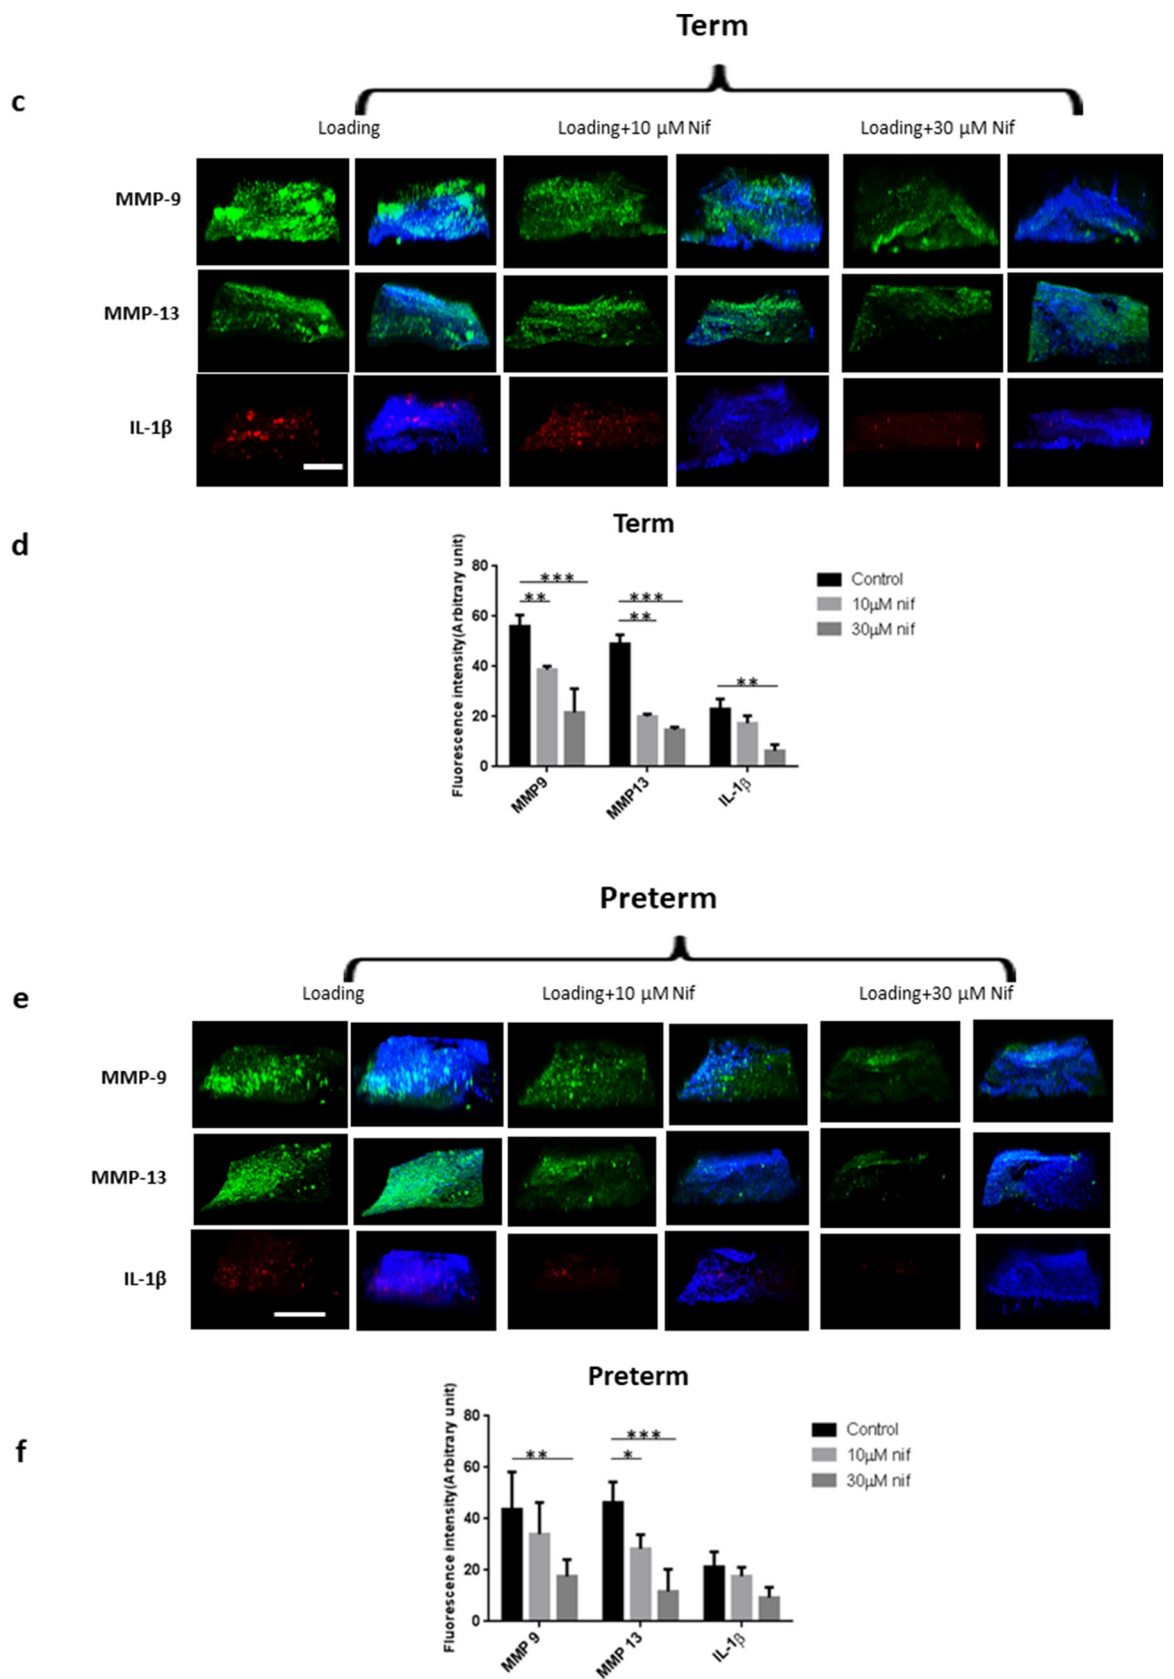 Term
c
Loading Loading+10 μM Nif Loading+30 μM Nif
MMP-9
MMP-13
IL-1β
d
Term
Fluorescence intensity(Arbitrary unit)
80
60
40
20
0
***
**
***
**
**
Control
10μM nif
30μM nif
MMP9 MMP13 IL-1β
Preterm
e
Loading Loading+10 μM Nif Loading+30 μM Nif
MMP-9
MMP-13
IL-1β
f
Preterm
Fluorescence intensity(Arbitrary unit)
80
60
40
20
0
**
***
*
Control
10μM nif
30μM nif
MMP 9 MMP 13 IL-1β